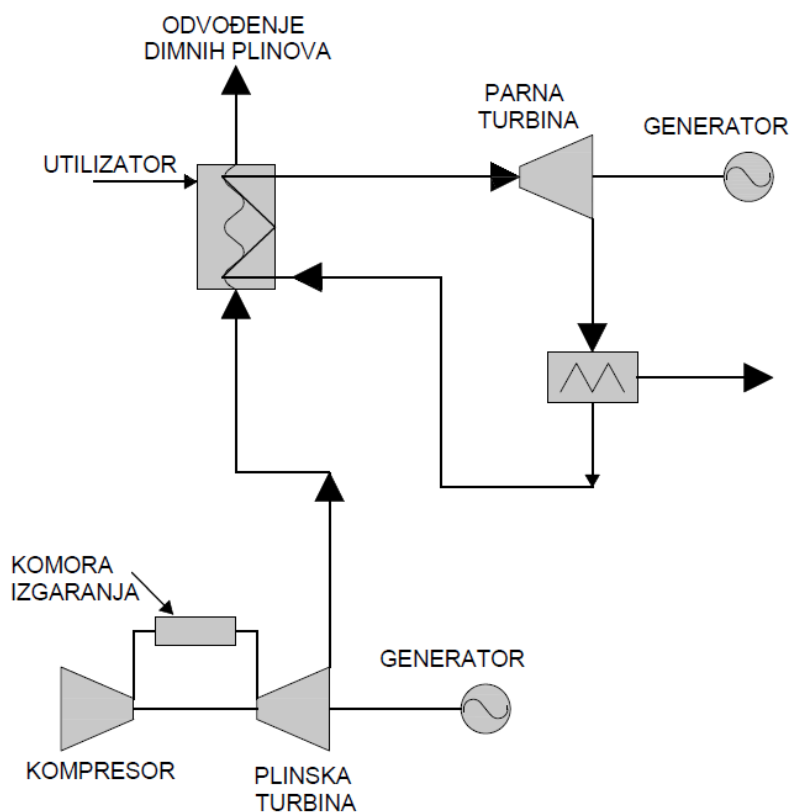 ODVOĐENJE
DIMNIH PLINOVA
PARNA
TURBINA
GENERATOR
UTILIZATOR
KOMORA
IZGARANJA
GENERATOR
KOMPRESOR
PLINSKA
TURBINA